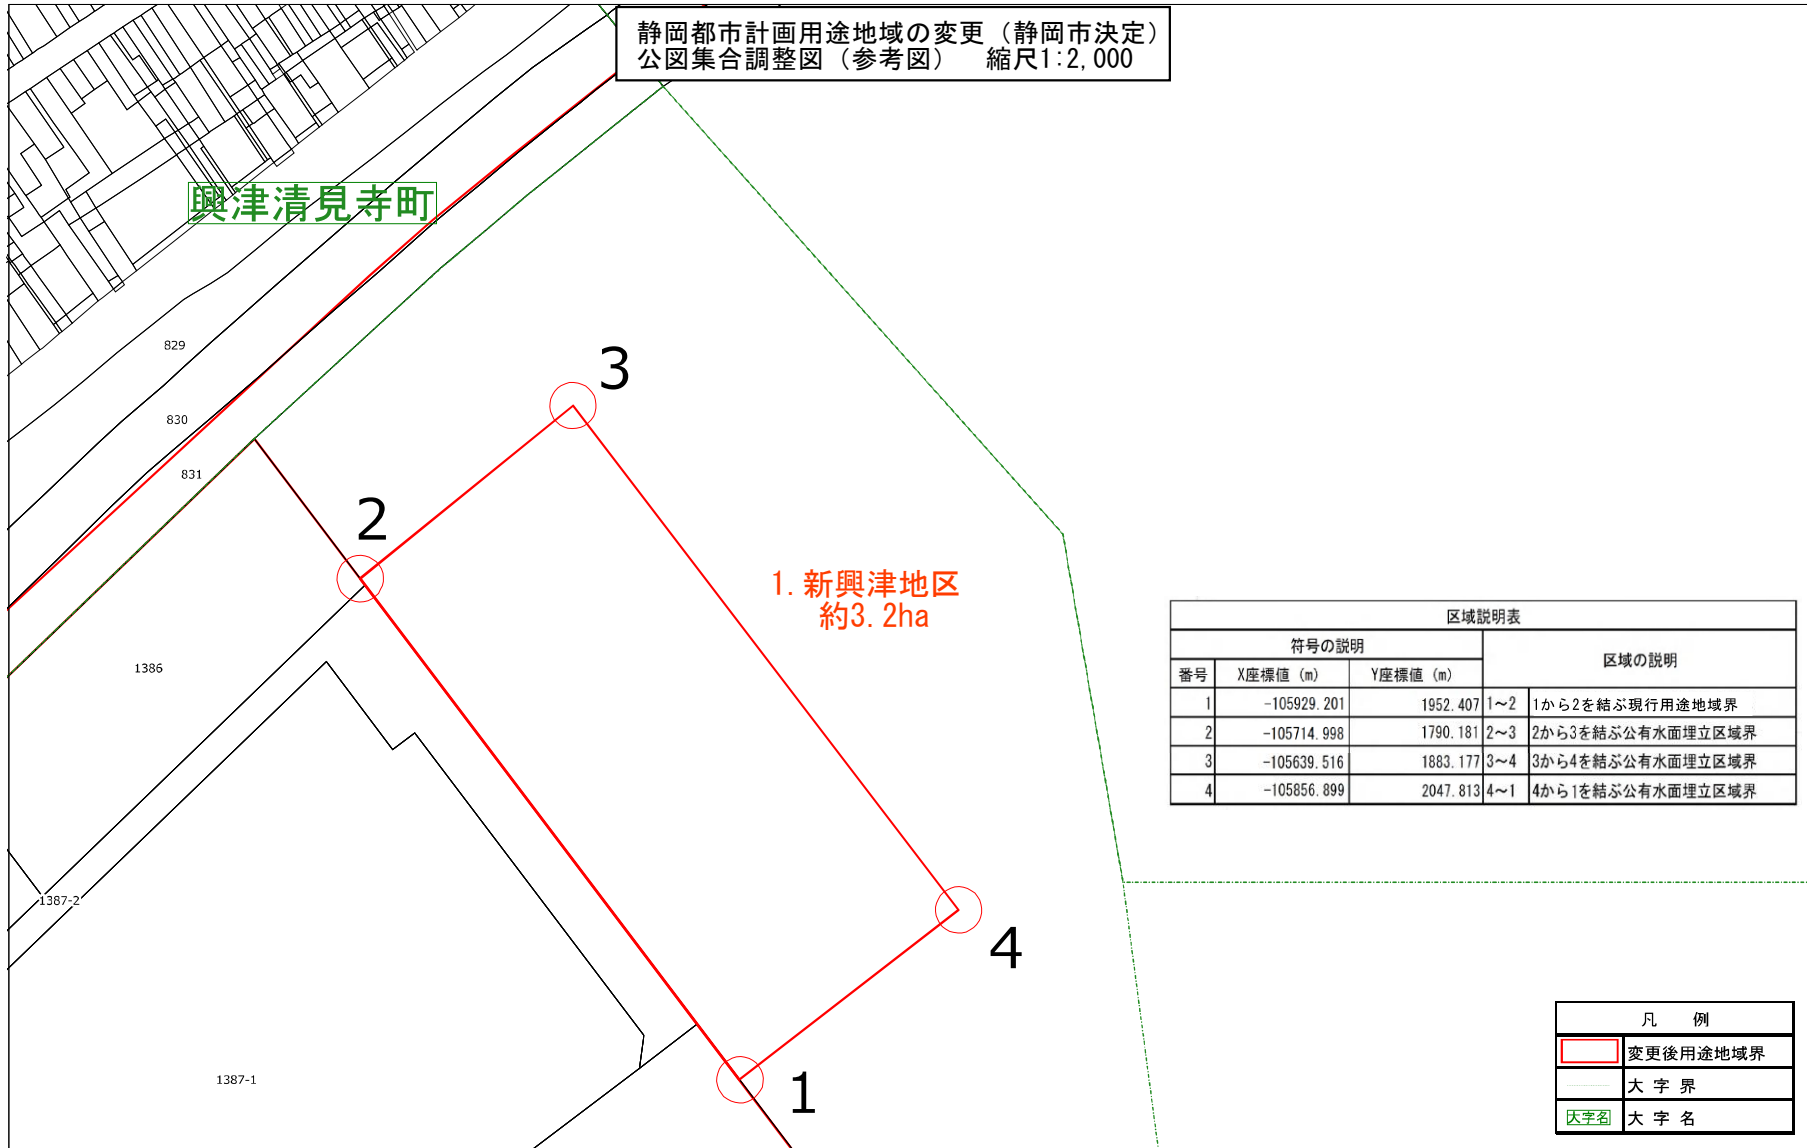 静岡都市計画用途地域の変更（静岡市決定）
公図集合調整図（参考図）　縮尺1:2,000
興津清見寺町
829
830
831
3
2
1.新興津地区
約3.2ha
1386
1387-2
4
1387-1
1
区域説明表
符号の説明 区域の説明
番号 X座標値（m） Y座標値（m）
1 -105929.201 1952.407 1～2 1から2を結ぶ現行用途地域界
2 -105714.998 1790.181 2～3 2から3を結ぶ公有水面埋立区域界
3 -105639.516 1883.177 3～4 3から4を結ぶ公有水面埋立区域界
4 -105856.899 2047.813 4～1 4から1を結ぶ公有水面埋立区域界
凡　例
変更後用途地域界
大 字 界
大字名 大 字 名